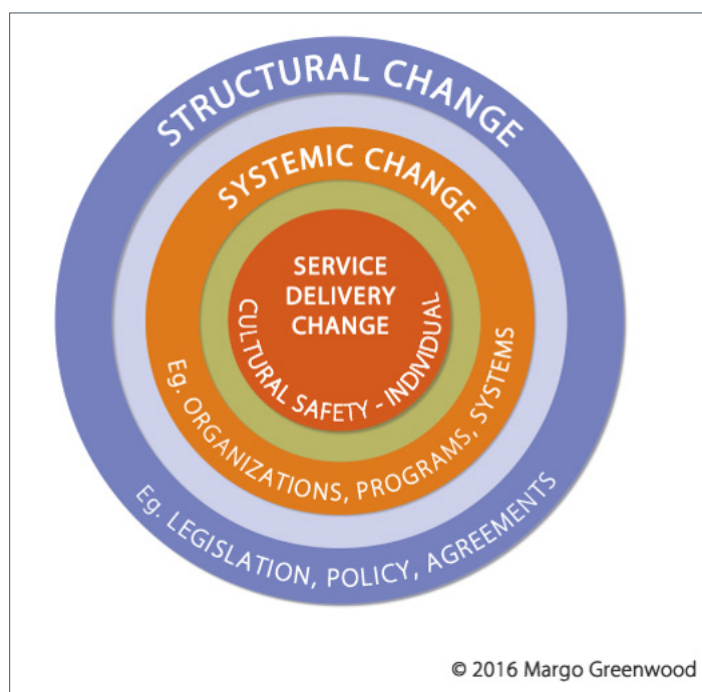 STRUCTURAL CHANGE
SYSTEMIC CHANGE
SERVICE
DELIVERY
CHANGE
CULTURAL SAFETY - INDIVIDUAL
Eg. ORGANIZATIONS, PROGRAMS, SYSTEMS
Eg. LEGISLATION, POLICY, AGREEMENTS
© 2016 Margo Greenwood